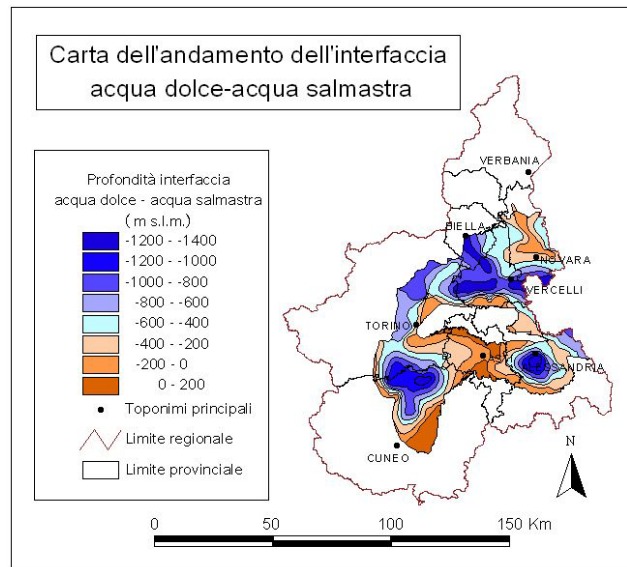 Carta dell'andamento dell'interfaccia
acqua dolce-acqua salmastra
Profondità interfaccia
acqua dolce - acqua salmastra
( m s.l.m.)
-1200 - -1400
-1200 - -1000
-1000 - -800
-800 - -600
-600 - -400
-400 - -200
-200 - 0
0 - 200
Toponimi principali
Limite regionale
Limite provinciale
VERBANIA
BIELLA
NOVARA
VERCELLI
TORINO
CUNEO
N
0 50 100 150 Km